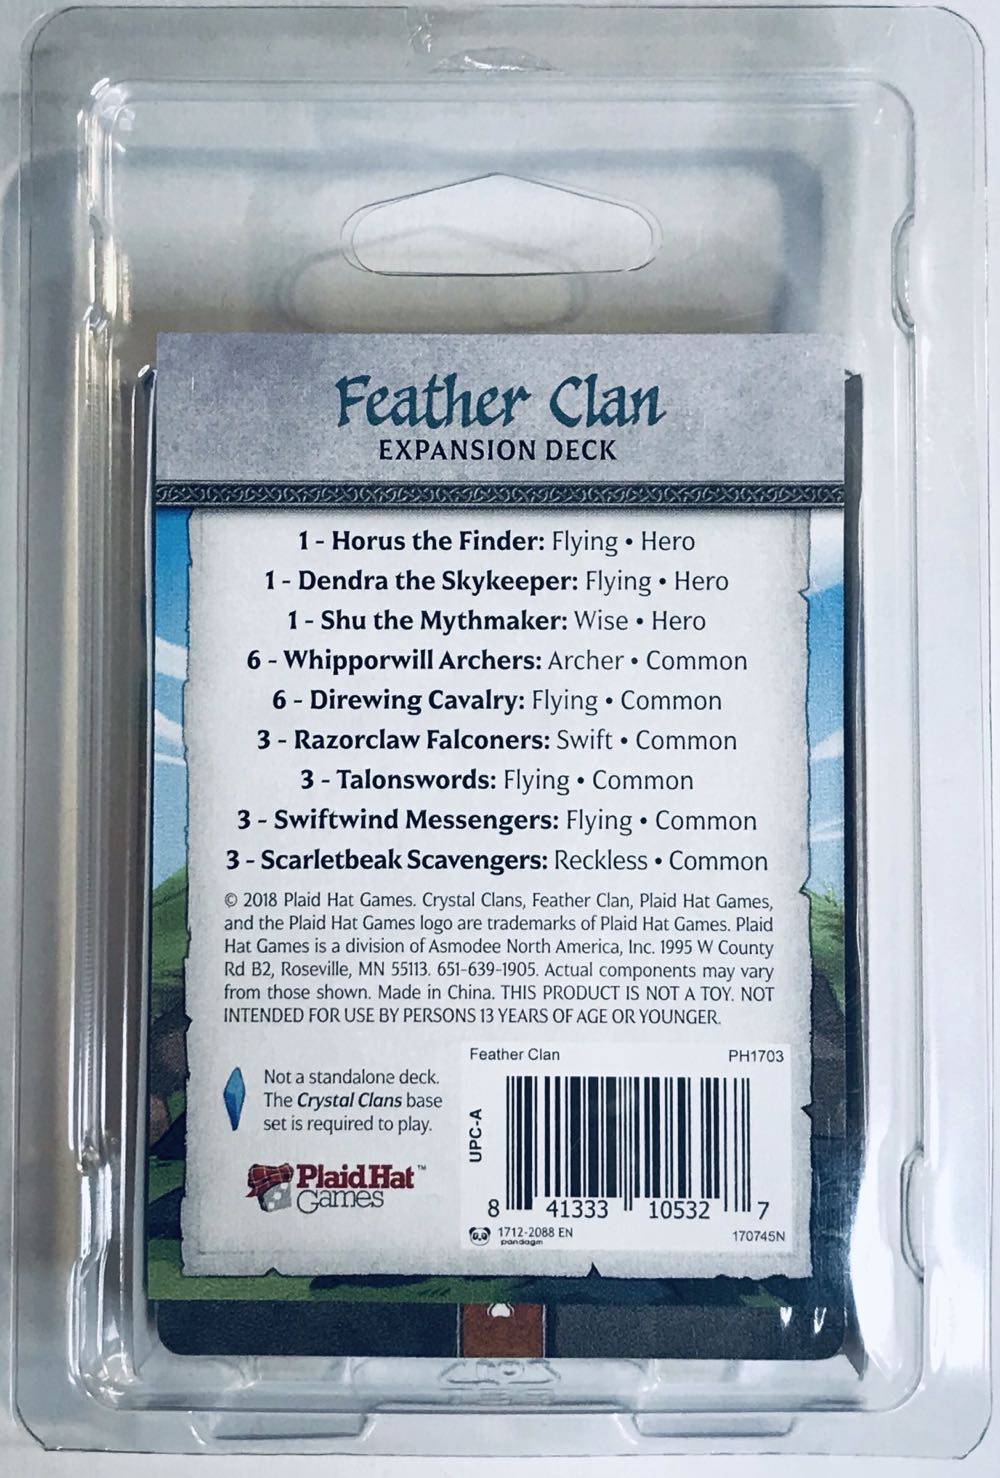 Feather Clan
EXPANSION DECK
1 - Horus the Finder: Flying • Hero
1 - Dendra the Skykeeper: Flying • Hero
1 - Shu the Mythmaker: Wise • Hero
6 - Whipporwill Archers: Archer • Common
6 - Direwing Cavalry: Flying • Common
3 - Razorclaw Falconers: Swift • Common
3 - Talonswords: Flying • Common
3 - Swiftwind Messengers: Flying • Common
3 - Scarletbeak Scavengers: Reckless • Common
© 2018 Plaid Hat Games. Crystal Clans, Feather Clan, Plaid Hat Games,
and the Plaid Hat Games logo are trademarks of Plaid Hat Games. Plaid
Hat Games is a division of Asmodee North America, Inc. 1995 W County
Rd B2, Roseville, MN 55113. 651-639-1905. Actual components may vary
from those shown. Made in China. THIS PRODUCT IS NOT A TOY. NOT
INTENDED FOR USE BY PERSONS 13 YEARS OF AGE OR YOUNGER.
Not a standalone deck.
The Crystal Clans base
set is required to play.
Plaid Hat™
Games
Feather Clan PH1703
UPC-A
8 41333 10532 7
1712-2088 EN
pandagm
170745N